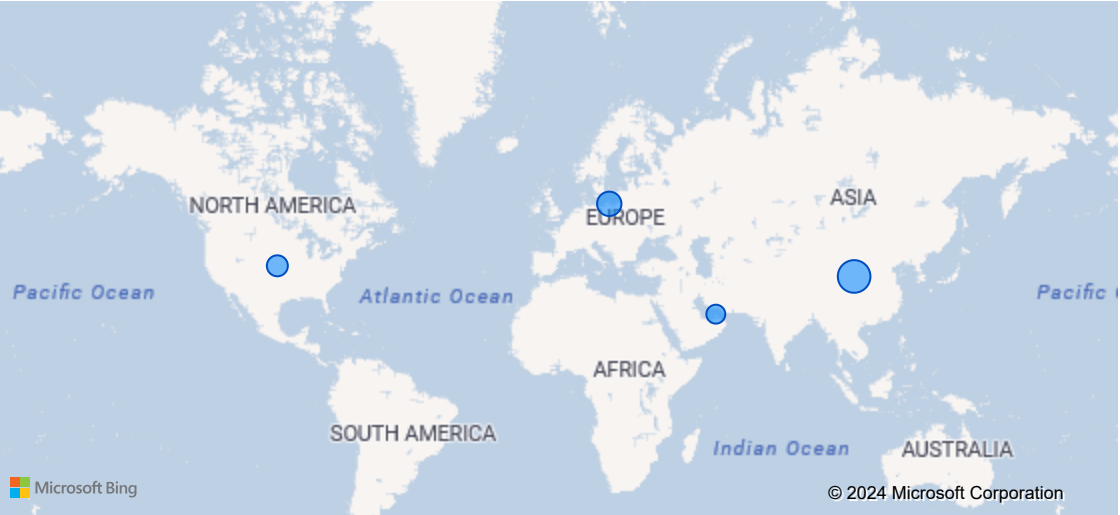 NORTH AMERICA
ASIA
EUROPE
Pacific Ocean
Atlantic Ocean
Pacific
AFRICA
SOUTH AMERICA
Indian Ocean
AUSTRALIA
Microsoft Bing
© 2024 Microsoft Corporation